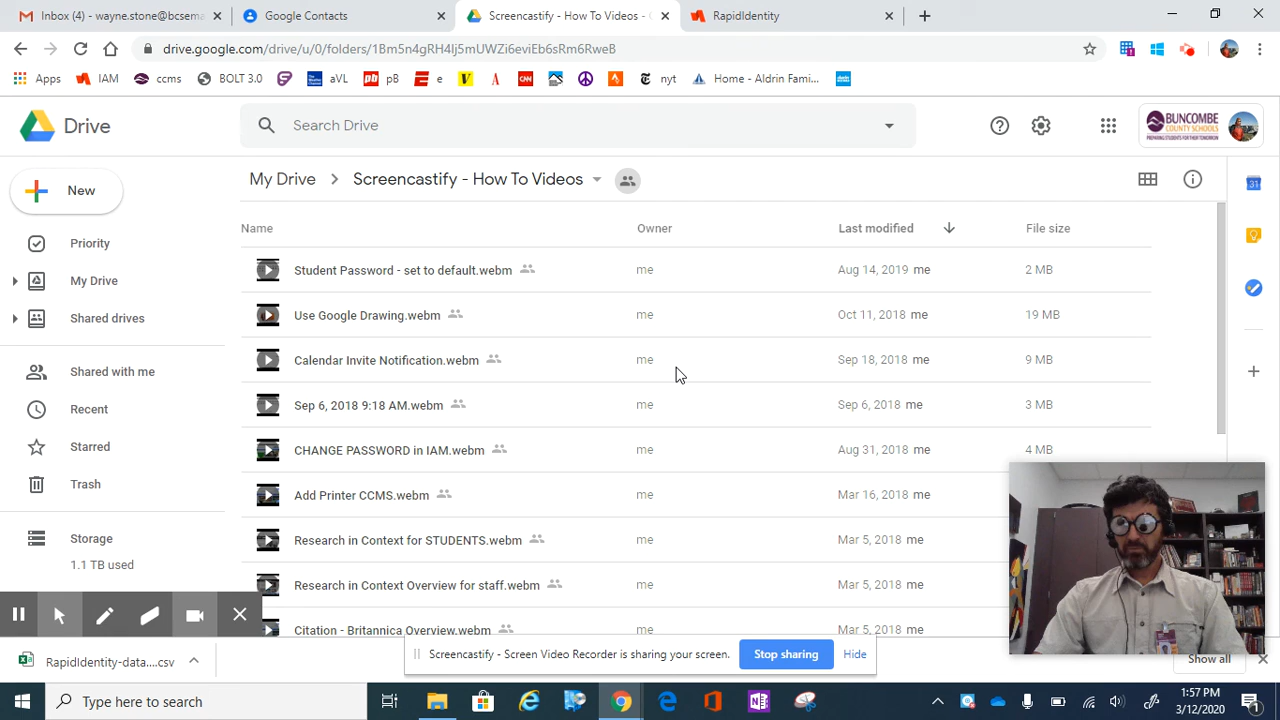 Inbox (4) - wayne.stone@bcsema
Google Contacts
Screencastify - How To Videos -
RapidIdentity
drive.google.com/drive/u/0/folders/1Bm5n4gRH4Ij5mUWZi6eviEb6sRm6RweB
Apps
IAM
ccms
BOLT 3.0
aVL
pB
e
nyt
Home - Aldrin Fami...
Drive
Search Drive
BUNCOMBE
COUNTY SCHOOLS
PREPARING STUDENTS FOR THEIR TOMORROW
New
My Drive
Screencastify - How To Videos
Name
Owner
Last modified
File size
Priority
My Drive
Shared drives
Shared with me
Recent
Starred
Trash
Storage
1.1 TB used
Student Password - set to default.webm me Aug 14, 2019 me 2 MB
Use Google Drawing.webm me Oct 11, 2018 me 19 MB
Calendar Invite Notification.webm me Sep 18, 2018 me 9 MB
Sep 6, 2018 9:18 AM.webm me Sep 6, 2018 me 3 MB
CHANGE PASSWORD in IAM.webm me Aug 31, 2018 me 4 MB
Add Printer CCMS.webm me Mar 16, 2018 me
Research in Context for STUDENTS.webm me Mar 5, 2018 me
Research in Context Overview for staff.webm me Mar 5, 2018 me
Citation - Britannica Overview.webm me Mar 5, 2018 me
31
Screencastify - Screen Video Recorder is sharing your screen.
Stop sharing
Hide
RapidIdentity-data....csv
Show all
Type here to search
1:57 PM
3/12/2020